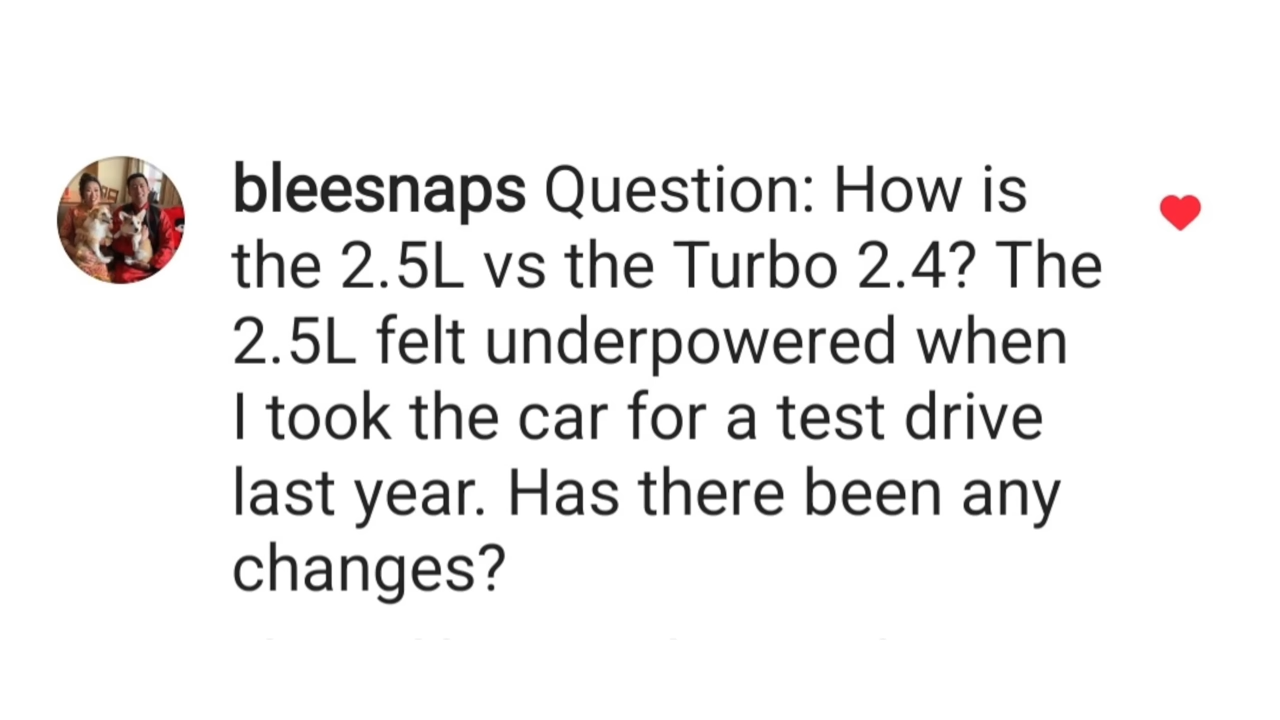 bleesnaps Question: How is
the 2.5L vs the Turbo 2.4? The
2.5L felt underpowered when
I took the car for a test drive
last year. Has there been any
changes?